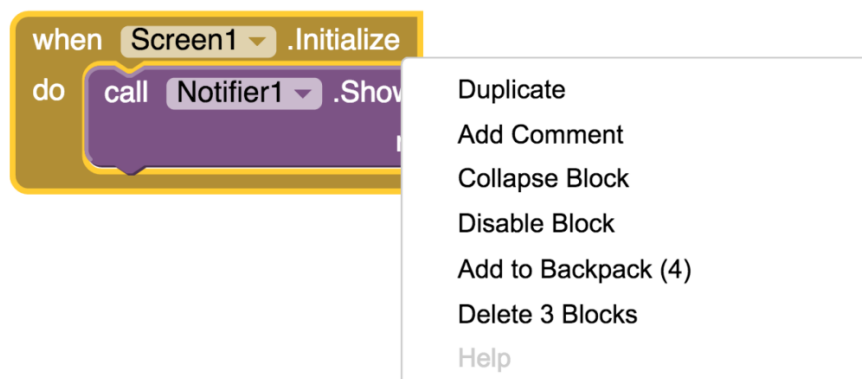 when Screen1 .Initialize
do call Notifier1 .Show
Duplicate
Add Comment
Collapse Block
Disable Block
Add to Backpack (4)
Delete 3 Blocks
Help